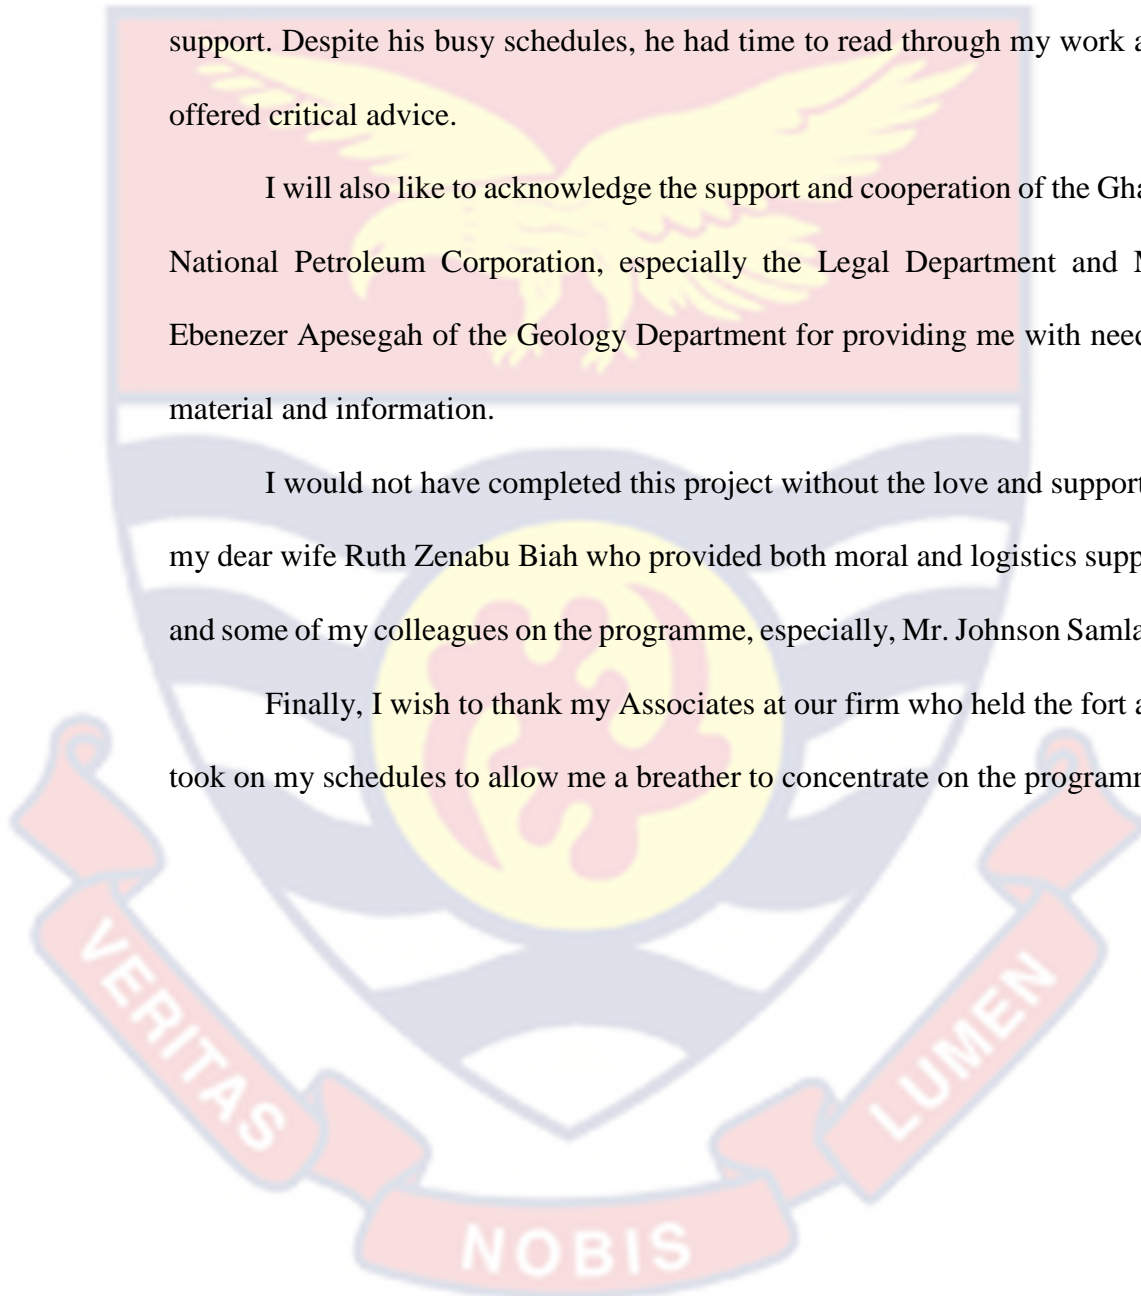 support. Despite his busy schedules, he had time to read through my work a
offered critical advice.
I will also like to acknowledge the support and cooperation of the Gha
National Petroleum Corporation, especially the Legal Department and M
Ebenezer Apesegah of the Geology Department for providing me with need
material and information.
I would not have completed this project without the love and support
my dear wife Ruth Zenabu Biah who provided both moral and logistics supp
and some of my colleagues on the programme, especially, Mr. Johnson Samla
Finally, I wish to thank my Associates at our firm who held the fort a
took on my schedules to allow me a breather to concentrate on the programm
VERITAS
NOBIS
LUMEN